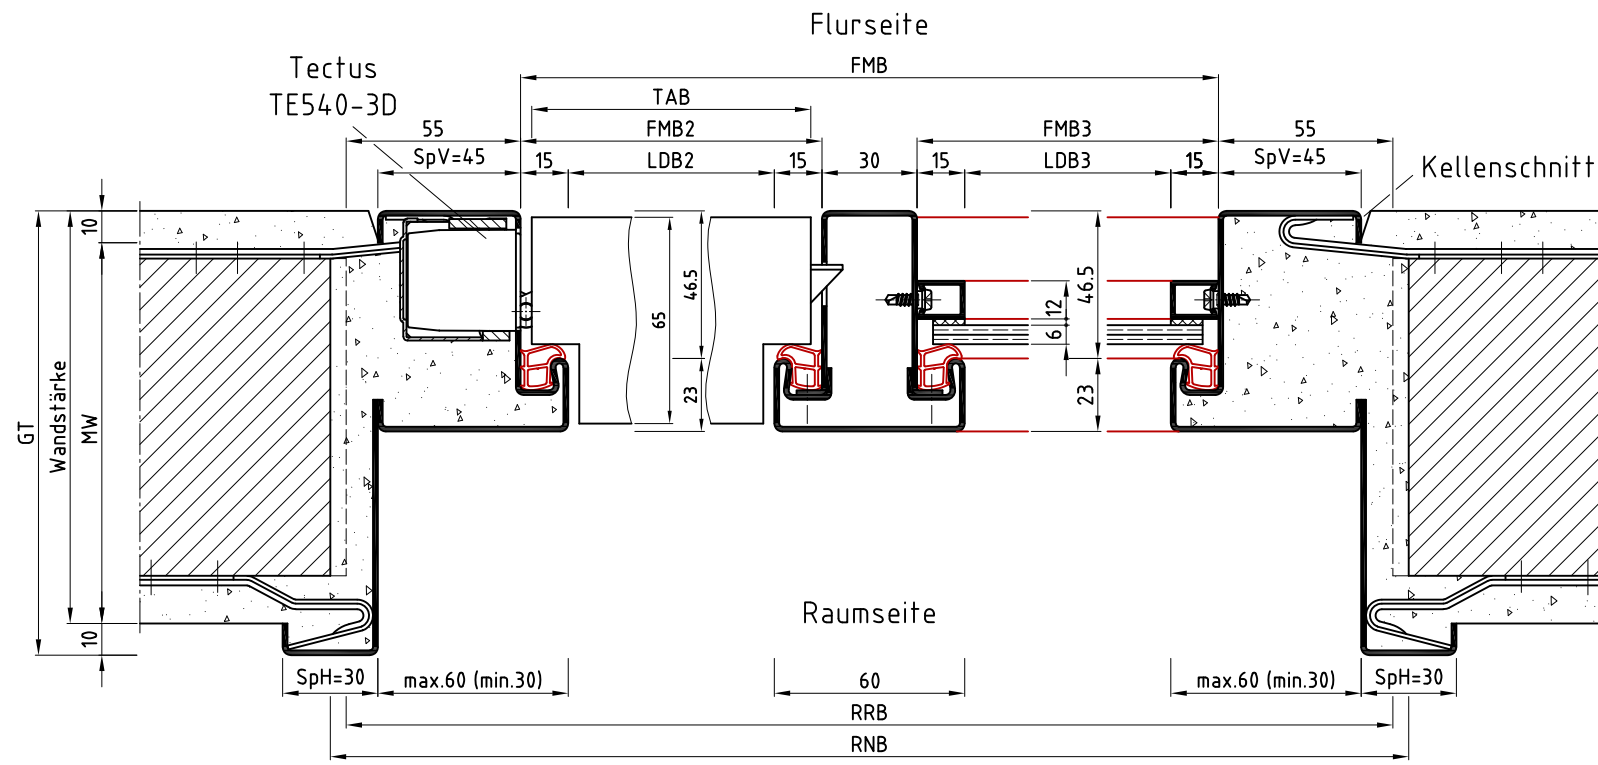 Flurseite
FMB
Tectus
TE540-3D
TAB
55
FMB2
FMB3
55
SpV=45
15
LDB2
15
30
15
LDB3
15
SpV=45
Kellenschnitt
10
46.5
65
12
6
46.5
23
23
GT
Wandstärke
MW
10
Raumseite
SpH=30
max.60 (min.30)
60
max.60 (min.30)
SpH=30
RRB
RNB